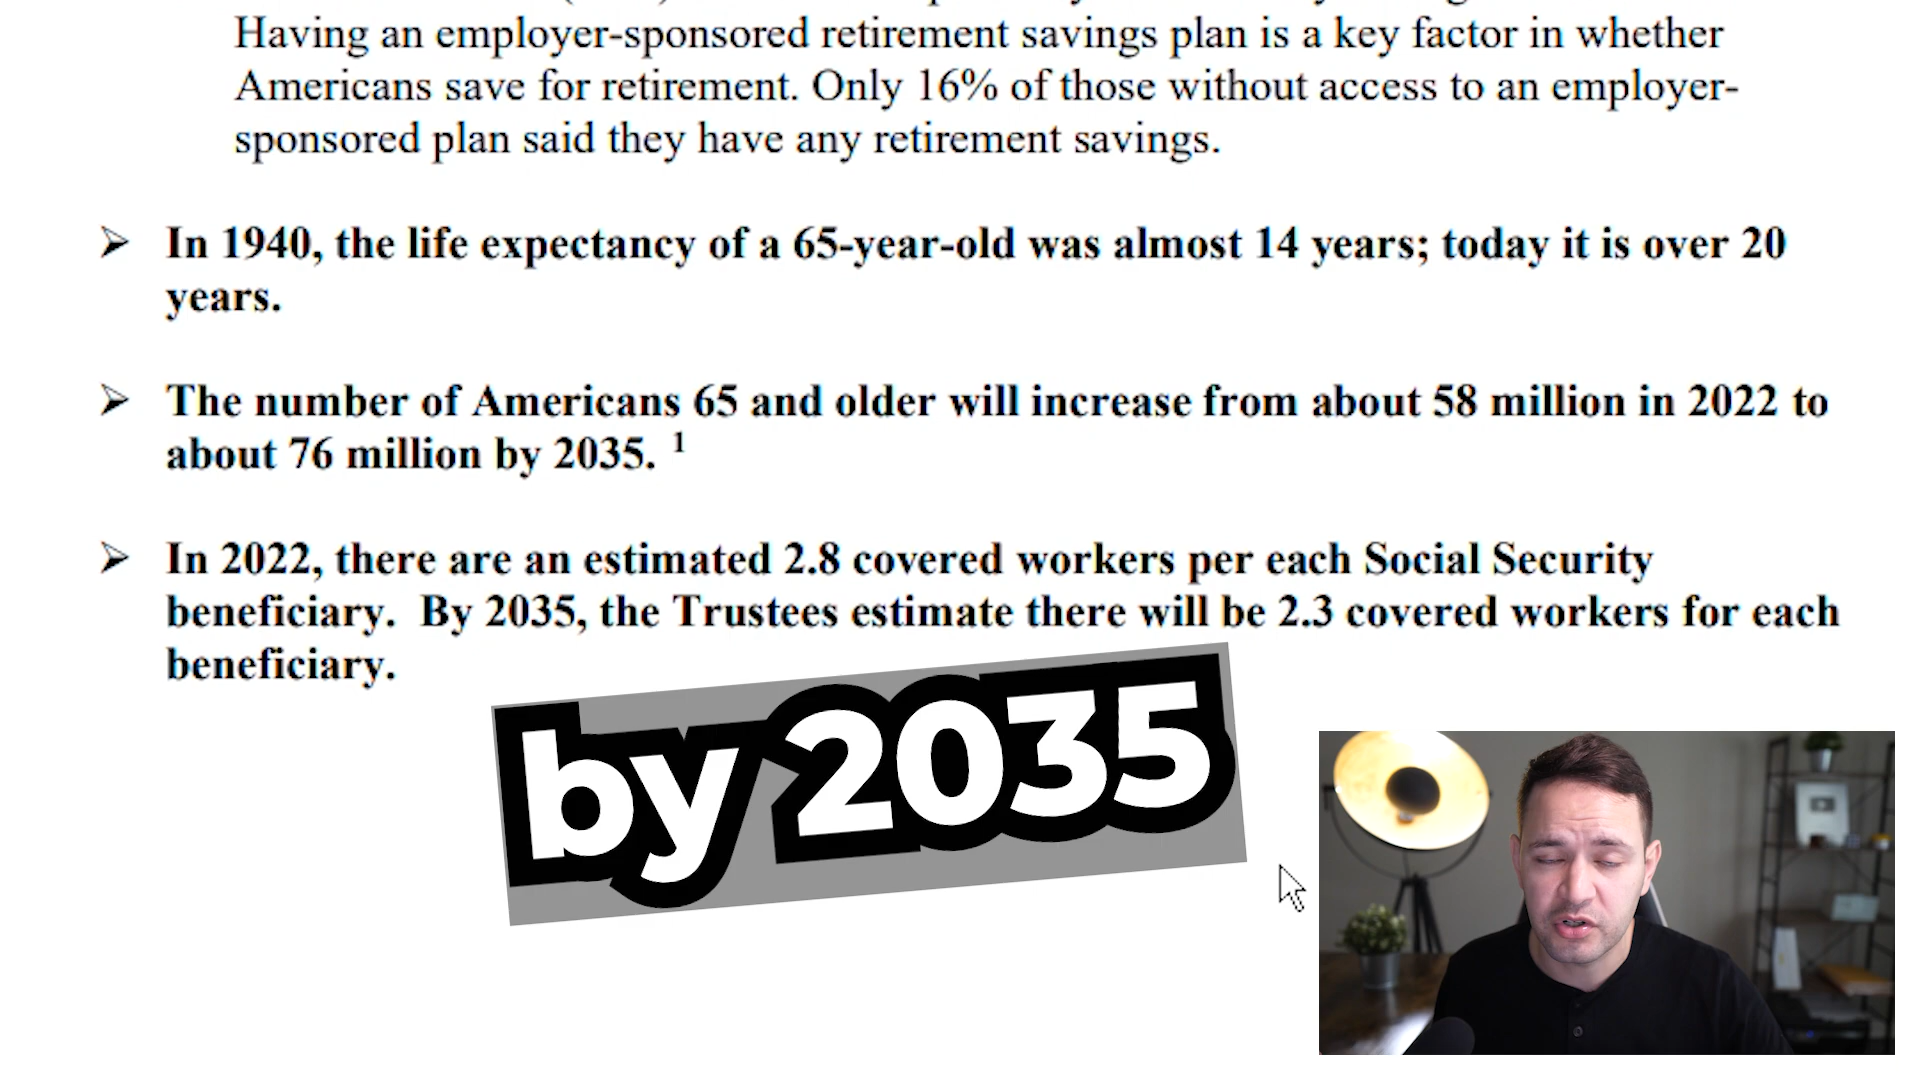 Having an employer-sponsored retirement savings plan is a key factor in whether
Americans save for retirement. Only 16% of those without access to an employer-
sponsored plan said they have any retirement savings.
➢ In 1940, the life expectancy of a 65-year-old was almost 14 years; today it is over 20
years.
➢ The number of Americans 65 and older will increase from about 58 million in 2022 to
about 76 million by 2035. 1
➢ In 2022, there are an estimated 2.8 covered workers per each Social Security
beneficiary. By 2035, the Trustees estimate there will be 2.3 covered workers for each
beneficiary.
by 2035